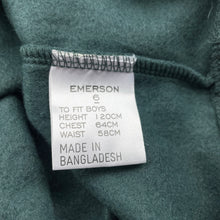 EMERSON
6
TO FIT BOYS
HEIGHT 120CM
CHEST 64CM
WAIST 58CM
MADE IN
BANGLADESH